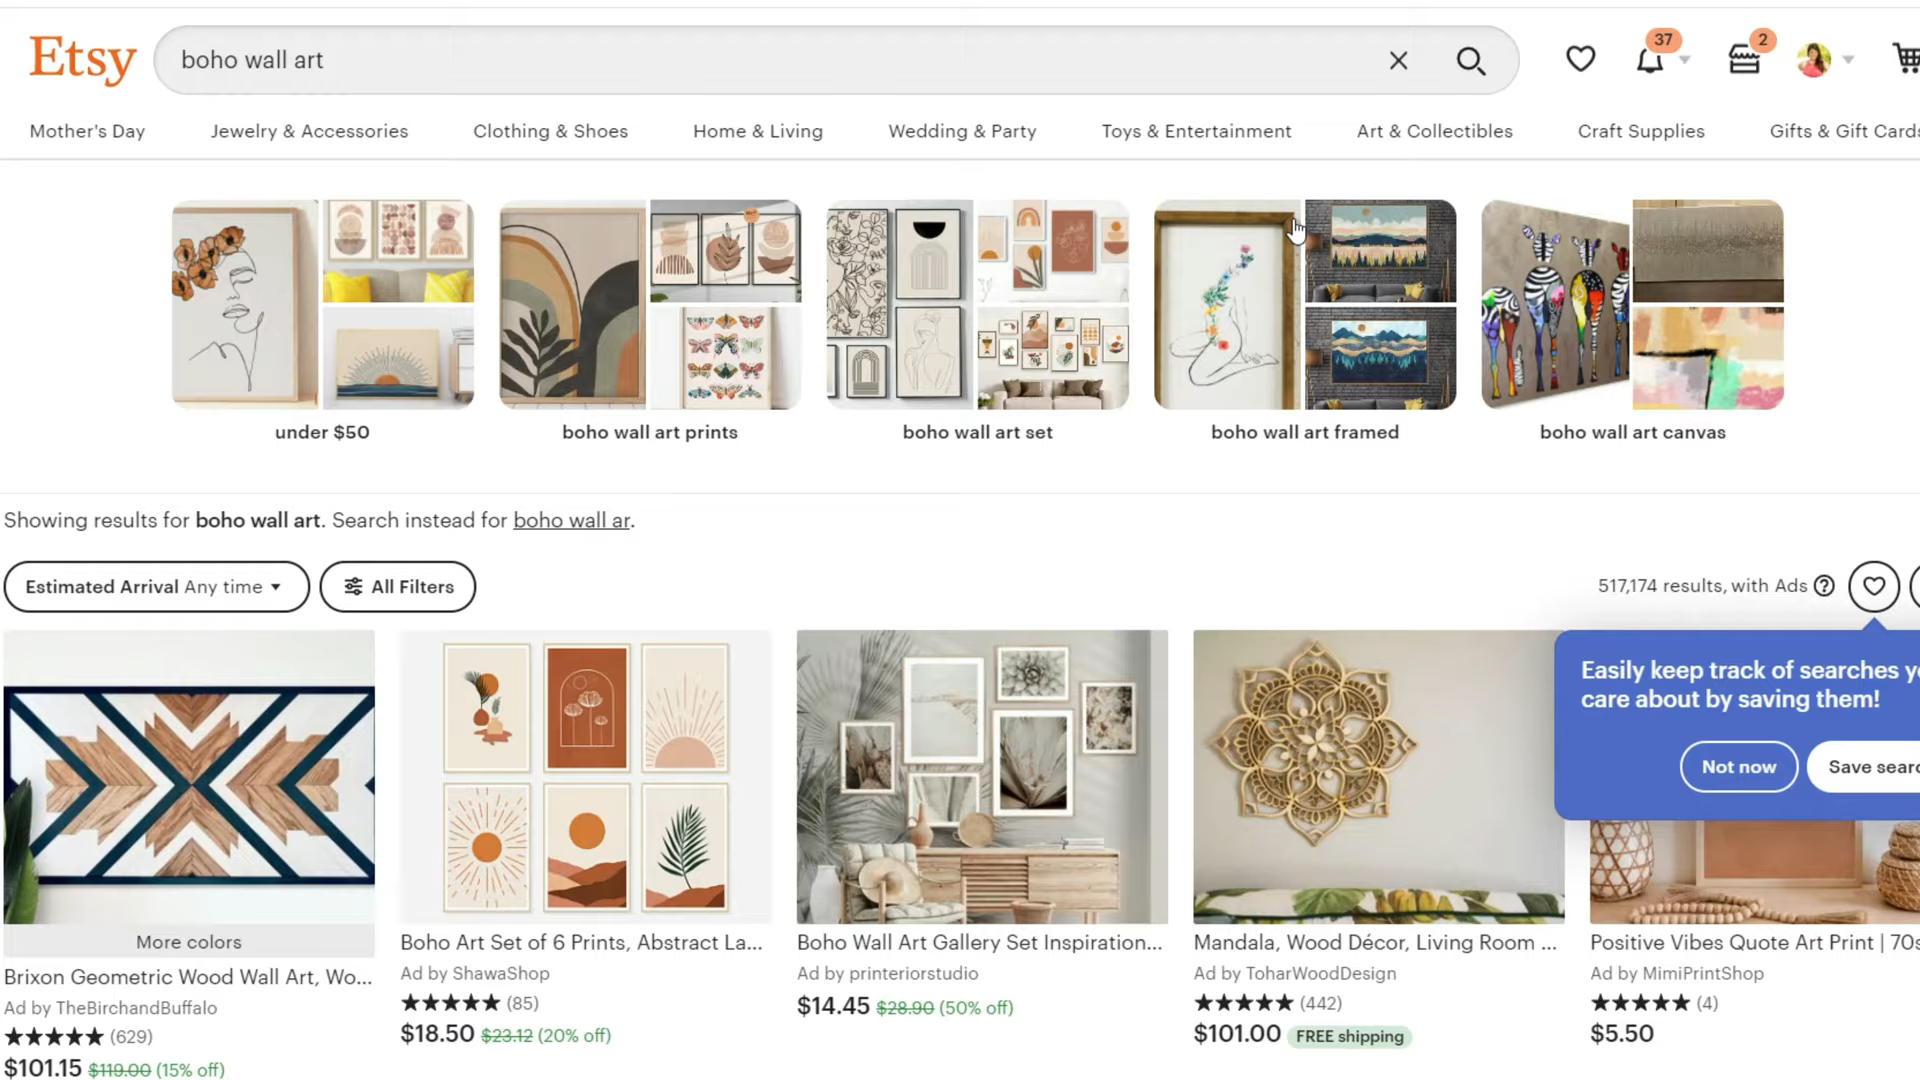 Etsy
boho wall art
37
2
Mother's Day
Jewelry & Accessories
Clothing & Shoes
Home & Living
Wedding & Party
Toys & Entertainment
Art & Collectibles
Craft Supplies
Gifts & Gift Cards
under $50
boho wall art prints
boho wall art set
boho wall art framed
boho wall art canvas
Showing results for boho wall art. Search instead for boho wall ar.
Estimated Arrival Any time
All Filters
517,174 results, with Ads ?
Easily keep track of searches
care about by saving them!
Not now
Save
More colors
Brixon Geometric Wood Wall Art, Wo...
Ad by TheBirchandBuffalo
(629)
$101.15 $119.00 (15% off)
Boho Art Set of 6 Prints, Abstract La...
Ad by ShawaShop
(85)
$18.50 $23.12 (20% off)
Boho Wall Art Gallery Set Inspiration...
Ad by printeriorstudio
$14.45 $28.90 (50% off)
Mandala, Wood Décor, Living Room ...
Ad by ToharWoodDesign
(442)
$101.00 FREE shipping
Positive Vibes Quote Art Print | 70s
Ad by MimiPrintShop
(4)
$5.50